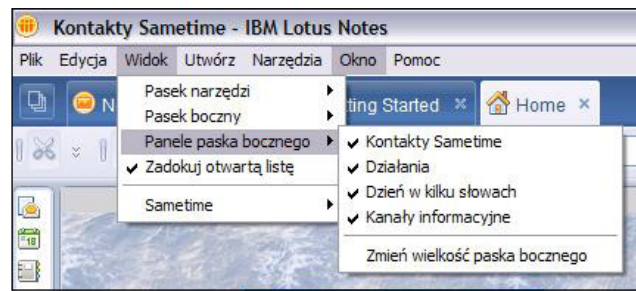 Kontakty Sametime - IBM Lotus Notes
Plik Edycja Widok Utwórz Narzędzia Okno Pomoc
N
ting Started Home
Pasek narzędzi
Pasek boczny
Panele paska bocznego
Zadokuj otwartą listę
Sametime
Kontakty Sametime
Działania
Dzień w kilku słowach
Kanały informacyjne
Zmień wielkość paska bocznego
18